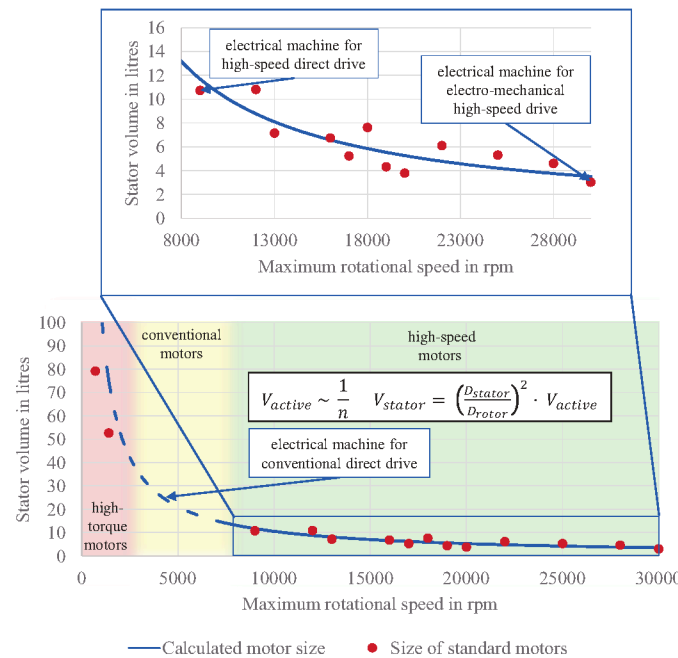 16
14
12
10
8
6
4
2
0
Stator volume in litres
electrical machine for
high-speed direct drive
electrical machine for
electro-mechanical
high-speed drive
8000 13000 18000 23000 28000
Maximum rotational speed in rpm
100
90
80
70
60
50
40
30
20
10
0
Stator volume in litres
conventional
motors
high-speed
motors
V_active ~ 1/n V_stator = (D_stator/D_rotor)² · V_active
electrical machine for
conventional direct drive
high-
torque
motors
0 5000 10000 15000 20000 25000 30000
Maximum rotational speed in rpm
Calculated motor size Size of standard motors